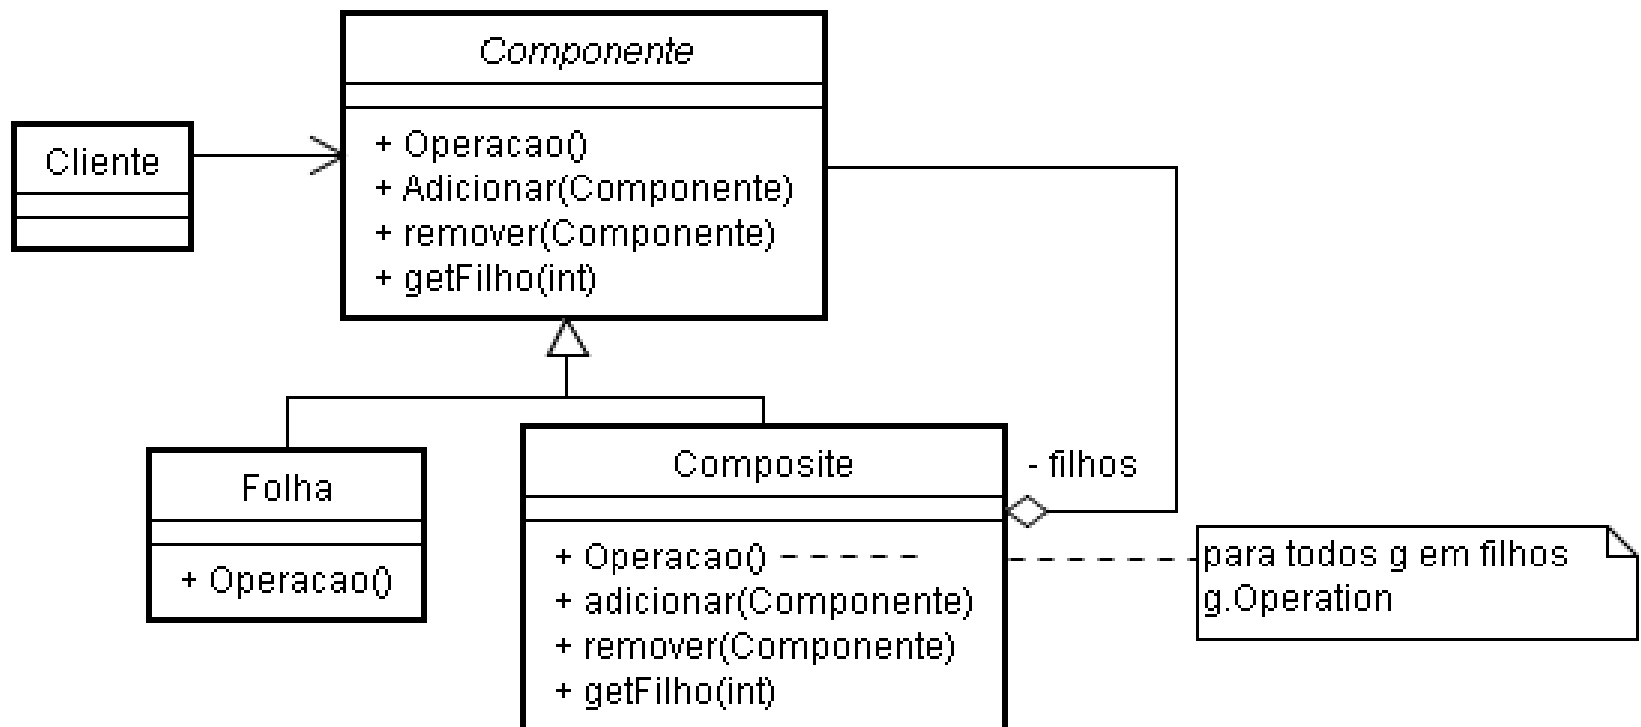 Componente
+ Operacao()
+ Adicionar(Componente)
+ remover(Componente)
+ getFilho(int)
Cliente
Folha
+ Operacao()
Composite
+ Operacao()
+ adicionar(Componente)
+ remover(Componente)
+ getFilho(int)
- filhos
para todos g em filhos
g.Operation